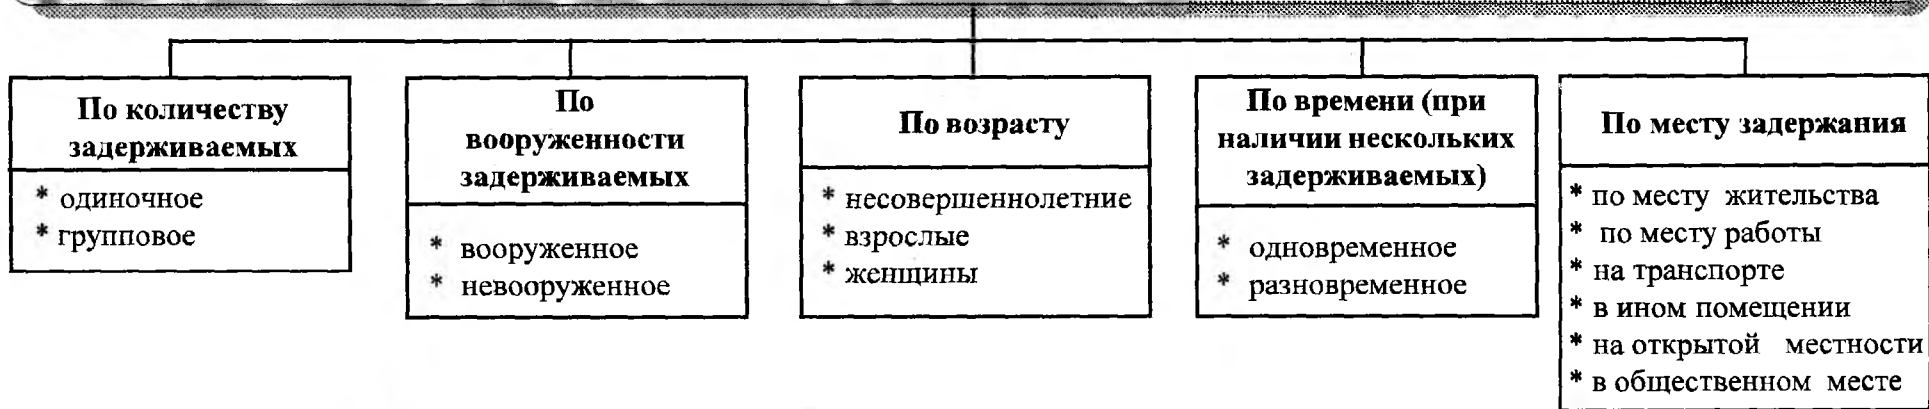 По количеству
задерживаемых
* одиночное
* групповое
По
вооруженности
задерживаемых
* вооруженное
* невооруженное
По возрасту
* несовершеннолетние
* взрослые
* женщины
По времени (при
наличии нескольких
задерживаемых)
* одновременное
* разновременное
По месту задержания
* по месту жительства
* по месту работы
* на транспорте
* в ином помещении
* на открытой местности
* в общественном месте